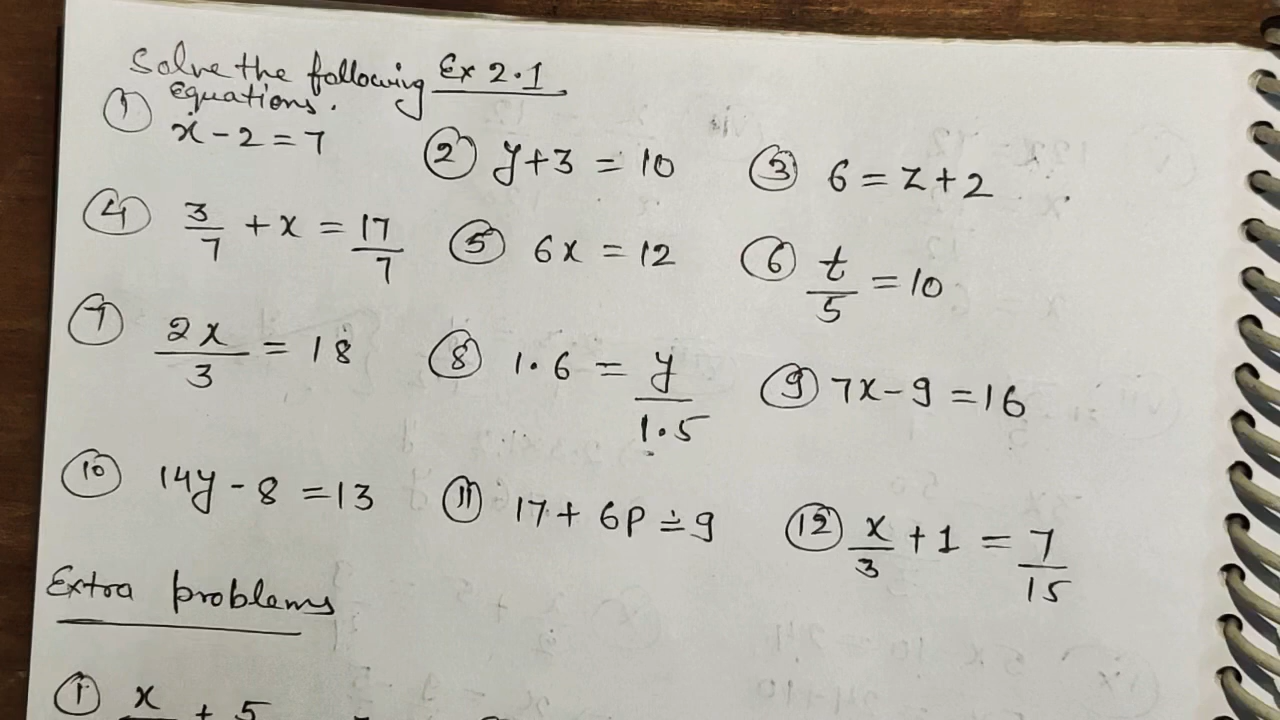 Solve the following Ex 2.1
Equations.
① x - 2 = 7 ② y + 3 = 10 ③ 6 = z + 2
④ 3/7 + x = 17/7 ⑤ 6x = 12 ⑥ t/5 = 10
⑦ 2x/3 = 18 ⑧ 1.6 = y/1.5 ⑨ 7x - 9 = 16
⑩ 14y - 8 = 13 ⑪ 17 + 6p = 9 ⑫ x/3 + 1 = 7/15
Extra problems
① x + 5